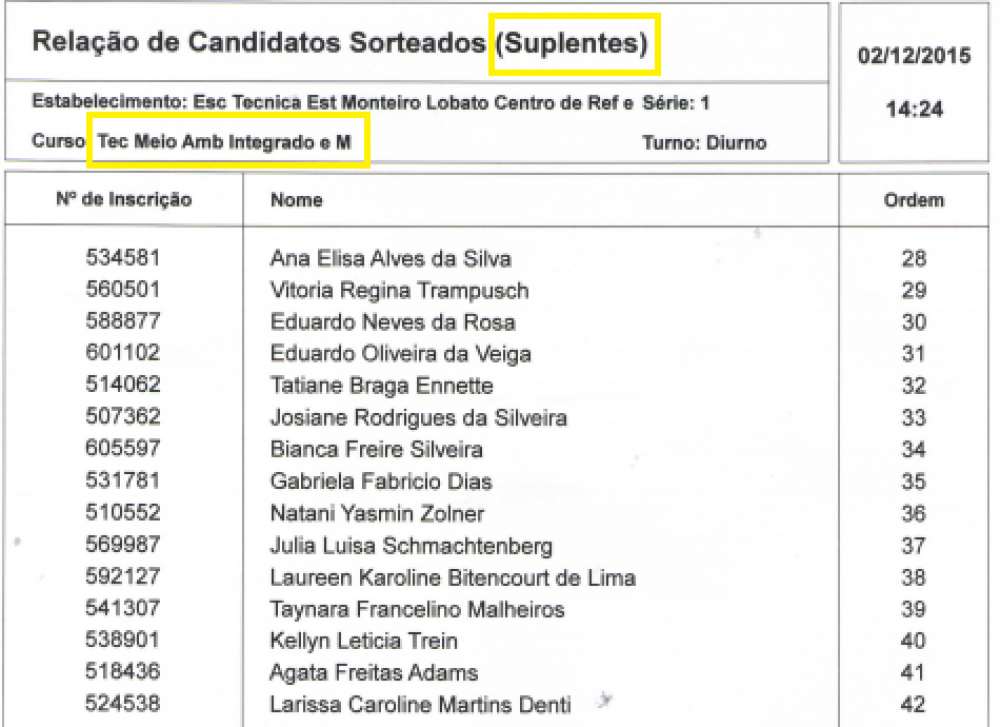 Relação de Candidatos Sorteados (Suplentes)
02/12/2015
14:24
Estabelecimento: Esc Tecnica Est Monteiro Lobato Centro de Ref e Série: 1
Curso Tec Meio Amb Integrado e M Turno: Diurno
Nº de Inscrição Nome Ordem
534581 Ana Elisa Alves da Silva 28
560501 Vitoria Regina Trampusch 29
588877 Eduardo Neves da Rosa 30
601102 Eduardo Oliveira da Veiga 31
514062 Tatiane Braga Ennette 32
507362 Josiane Rodrigues da Silveira 33
605597 Bianca Freire Silveira 34
531781 Gabriela Fabricio Dias 35
510552 Natani Yasmin Zolner 36
569987 Julia Luisa Schmachtenberg 37
592127 Laureen Karoline Bitencourt de Lima 38
541307 Taynara Francelino Malheiros 39
538901 Kellyn Leticia Trein 40
518436 Agata Freitas Adams 41
524538 Larissa Caroline Martins Denti 42